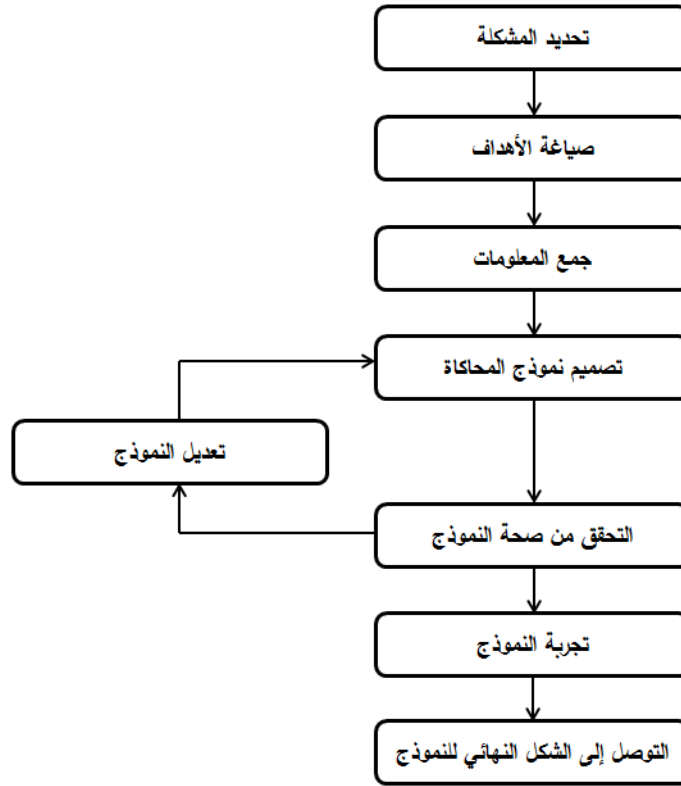 تحديد المشكلة
صياغة الأهداف
جمع المعلومات
تصميم نموذج المحاكاة
تعديل النموذج
التحقق من صحة النموذج
تجربة النموذج
التوصل إلى الشكل النهائي للنموذج